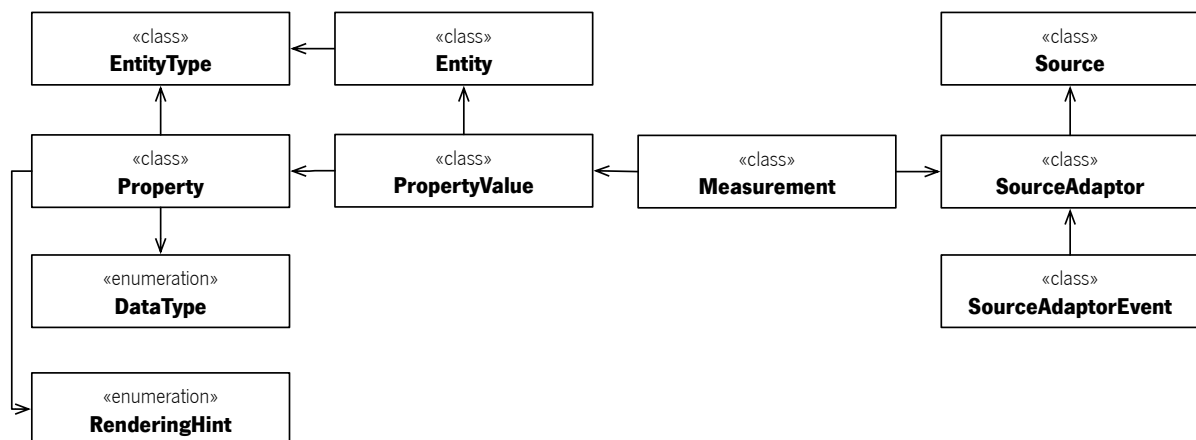 «class»
EntityType
«class»
Entity
«class»
Source
«class»
Property
«class»
PropertyValue
«class»
Measurement
«class»
SourceAdaptor
«enumeration»
DataType
«class»
SourceAdaptorEvent
«enumeration»
RenderingHint